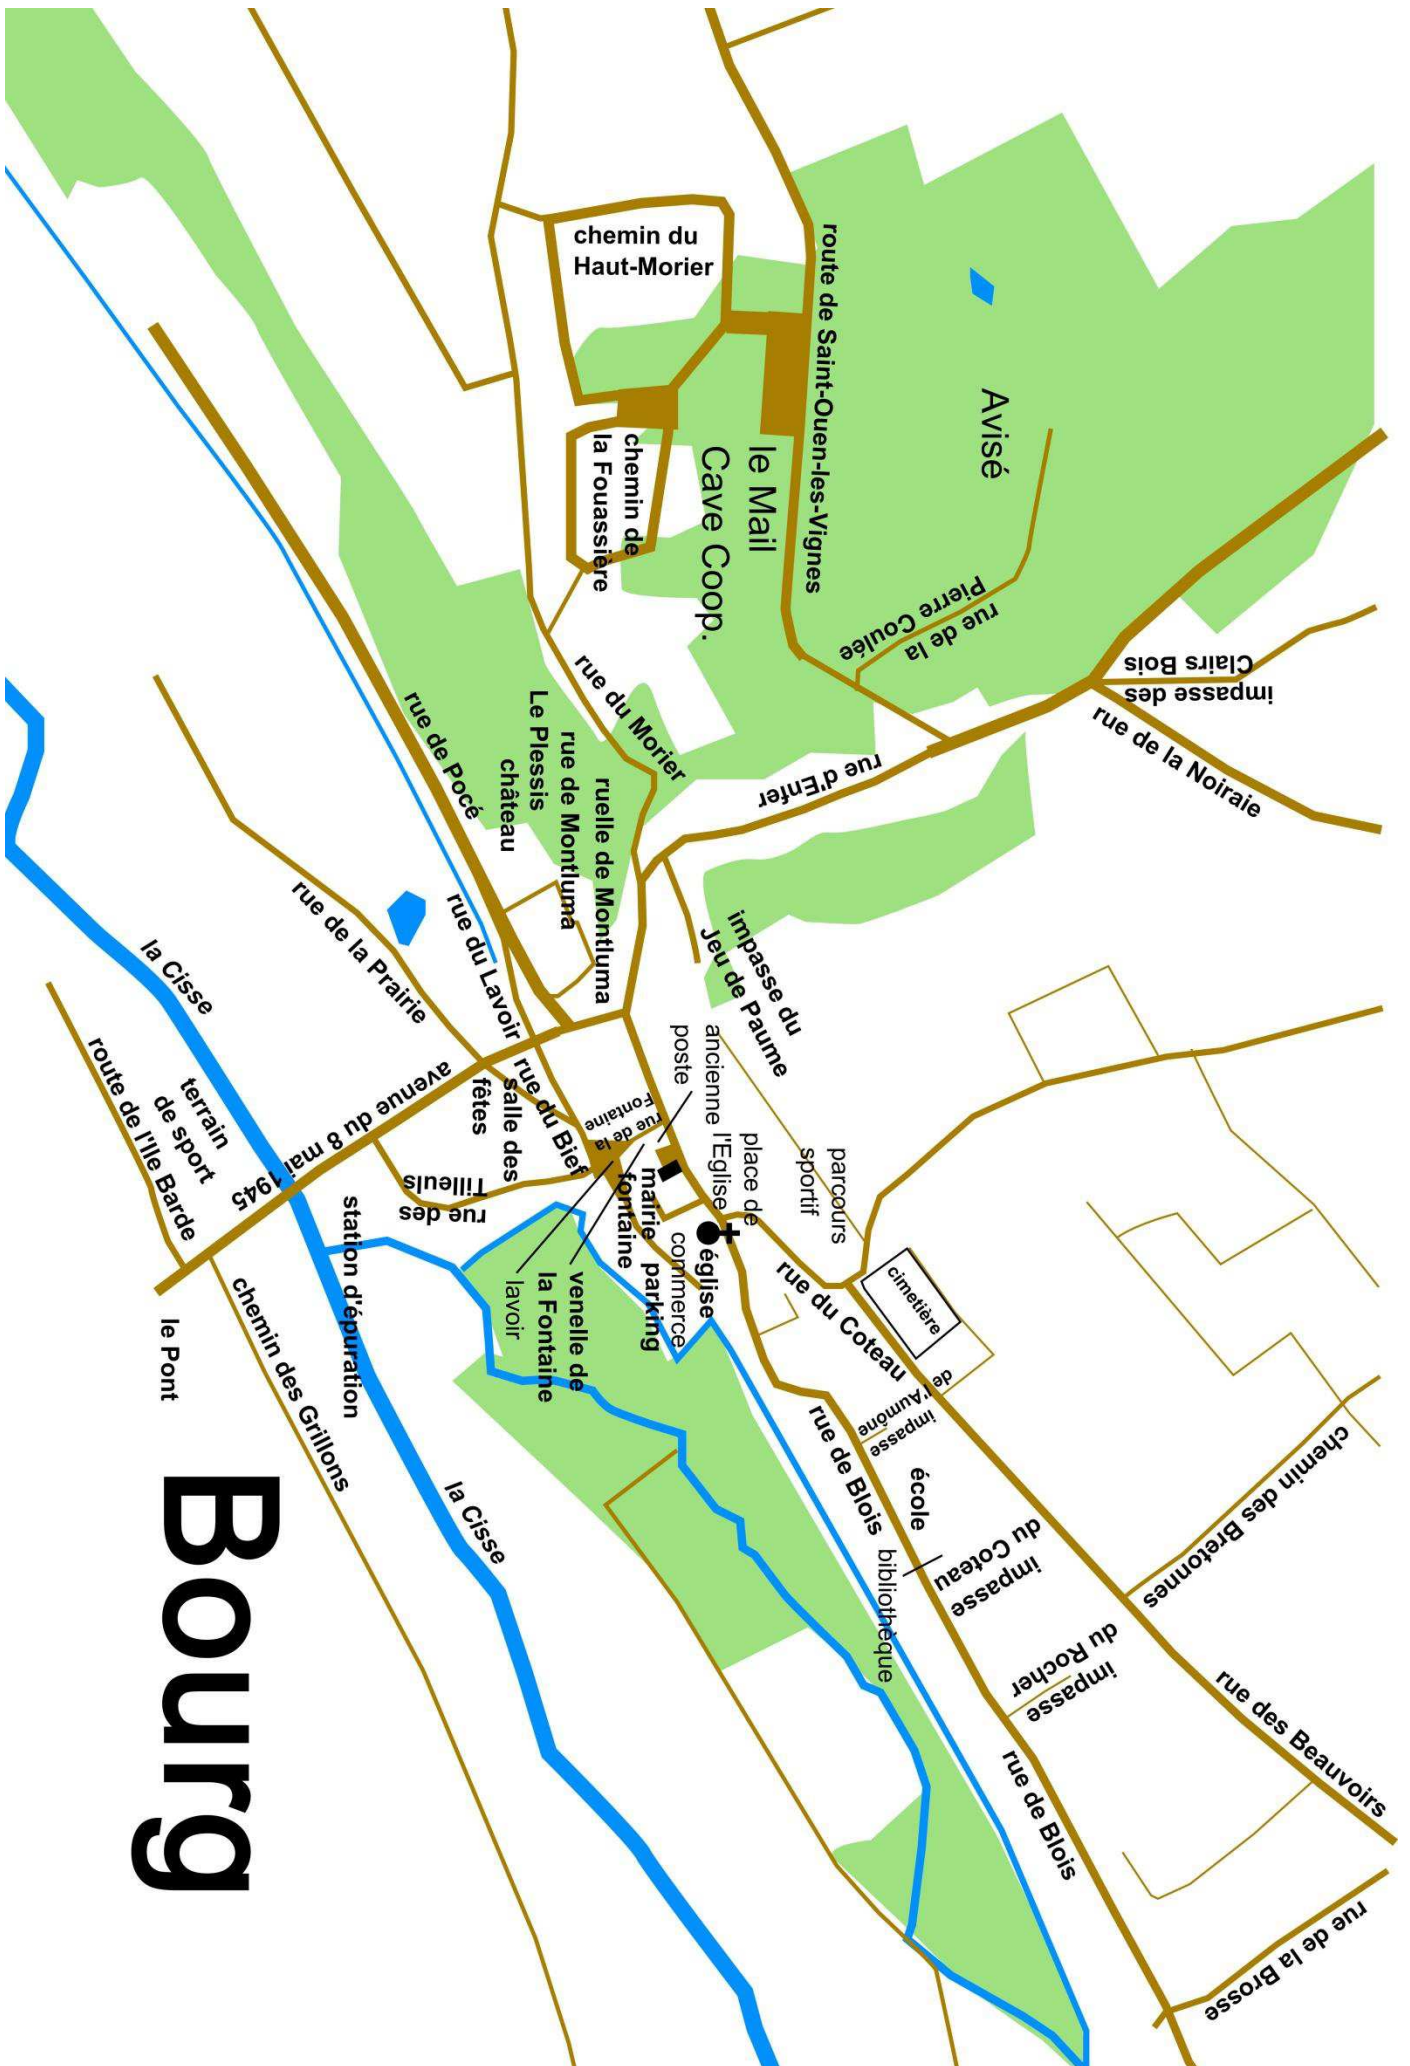 chemin du
Haut-Morier
route de Saint-Ouen-les-Vignes
Avisé
le Mail
Cave Coop.
chemin de
la Fouassière
rue de la
Pierre Coulée
impasse des
Clairs Bois
rue de la Noiraie
rue d'Enfer
rue du Morier
ruelle de Montluma
rue de Montluma
Le Plessis
château
rue de Pocé
rue du Lavoir
rue de la Prairie
la Cisse
impasse du
Jeu de Paume
ancienne
poste
place de
l'Eglise
parcours
sportif
rue de la
Fontaine
rue du Bief
salle des
fêtes
avenue du 8 mai 1945
terrain
de sport
route de l'Ile Barde
rue des
Tilleuls
mairie
fontaine
église
commerce
parking
venelle de
la Fontaine
lavoir
station d'épuration
chemin des Grillons
le Pont
cimetière
rue du Coteau
impasse
de l'Aumône
rue de Blois
école
bibliothèque
impasse
du Coteau
impasse
du Rocher
chemin des Bretonnes
rue des Beauvoirs
rue de Blois
rue de la Brosse
la Cisse
Bourg